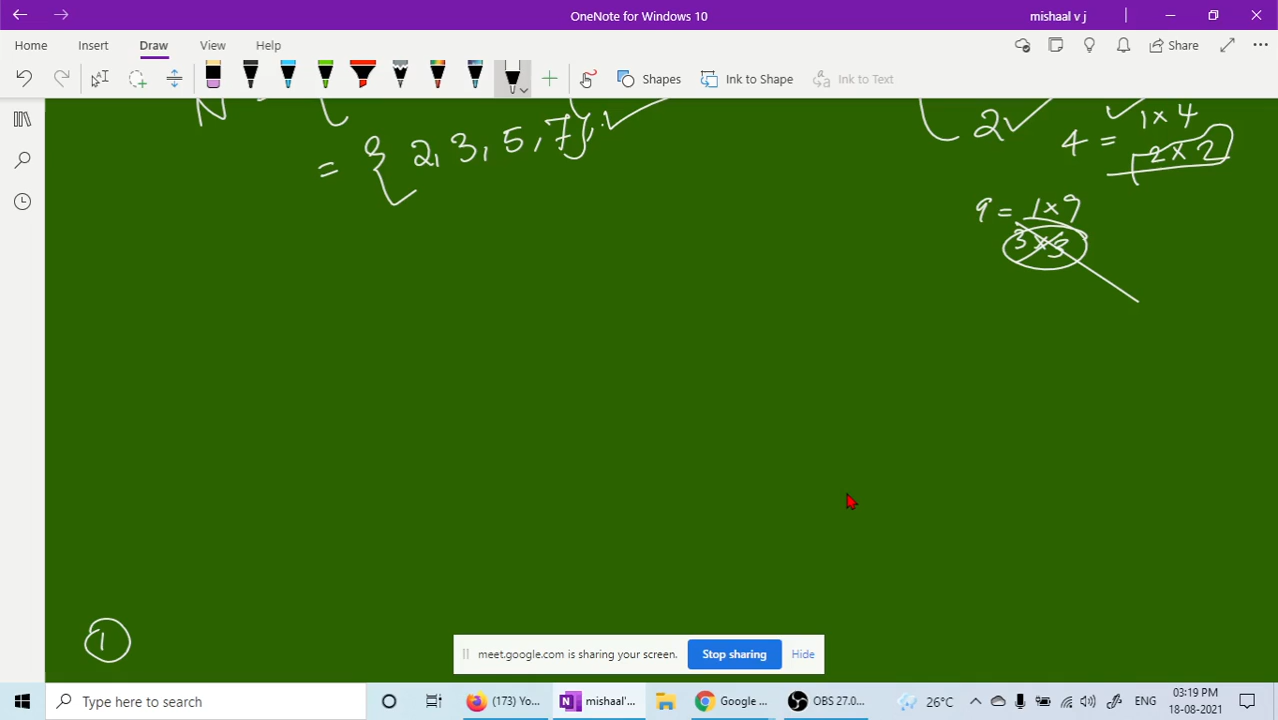 OneNote for Windows 10
mishaal v j
Home Insert Draw View Help
Share
Shapes
Ink to Shape
Ink to Text
N
= { 2, 3, 5, 7},
2
1 x 4
4 =
2 x 2
9 = 1 x 9
3 x 3
1
meet.google.com is sharing your screen. Stop sharing Hide
Type here to search
(173) Yo...
mishaal'...
Google ...
OBS 27.0...
26°C
ENG
03:19 PM
18-08-2021